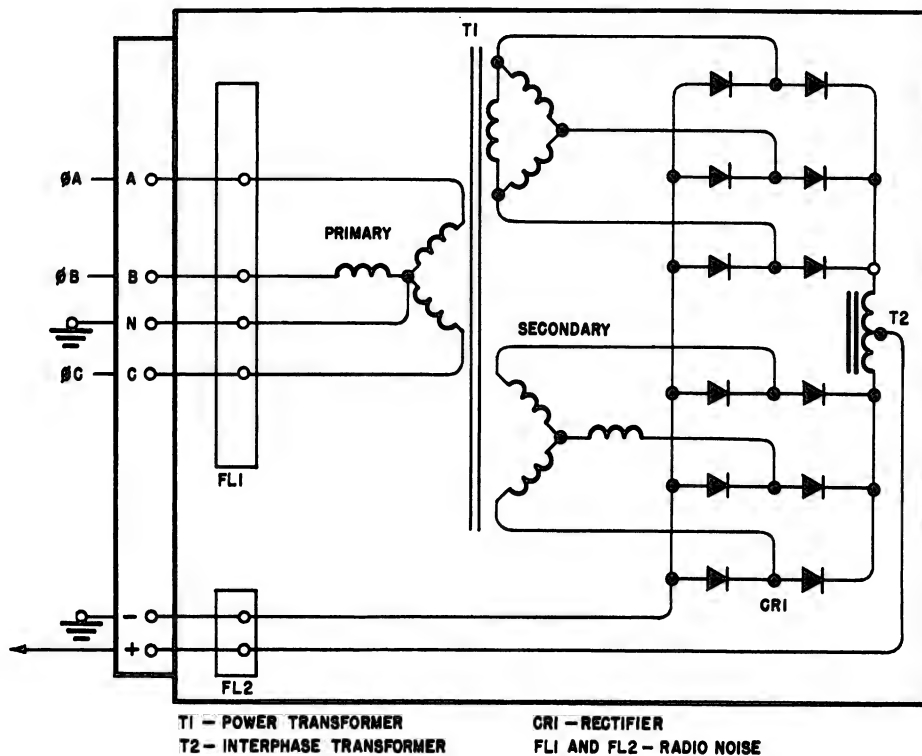 T1
ØA A
PRIMARY
ØB B
N
SECONDARY
T2
ØC C
FL1
CR1
-
+
FL2
T1 – POWER TRANSFORMER
T2 – INTERPHASE TRANSFORMER
CR1 – RECTIFIER
FL1 AND FL2 – RADIO NOISE